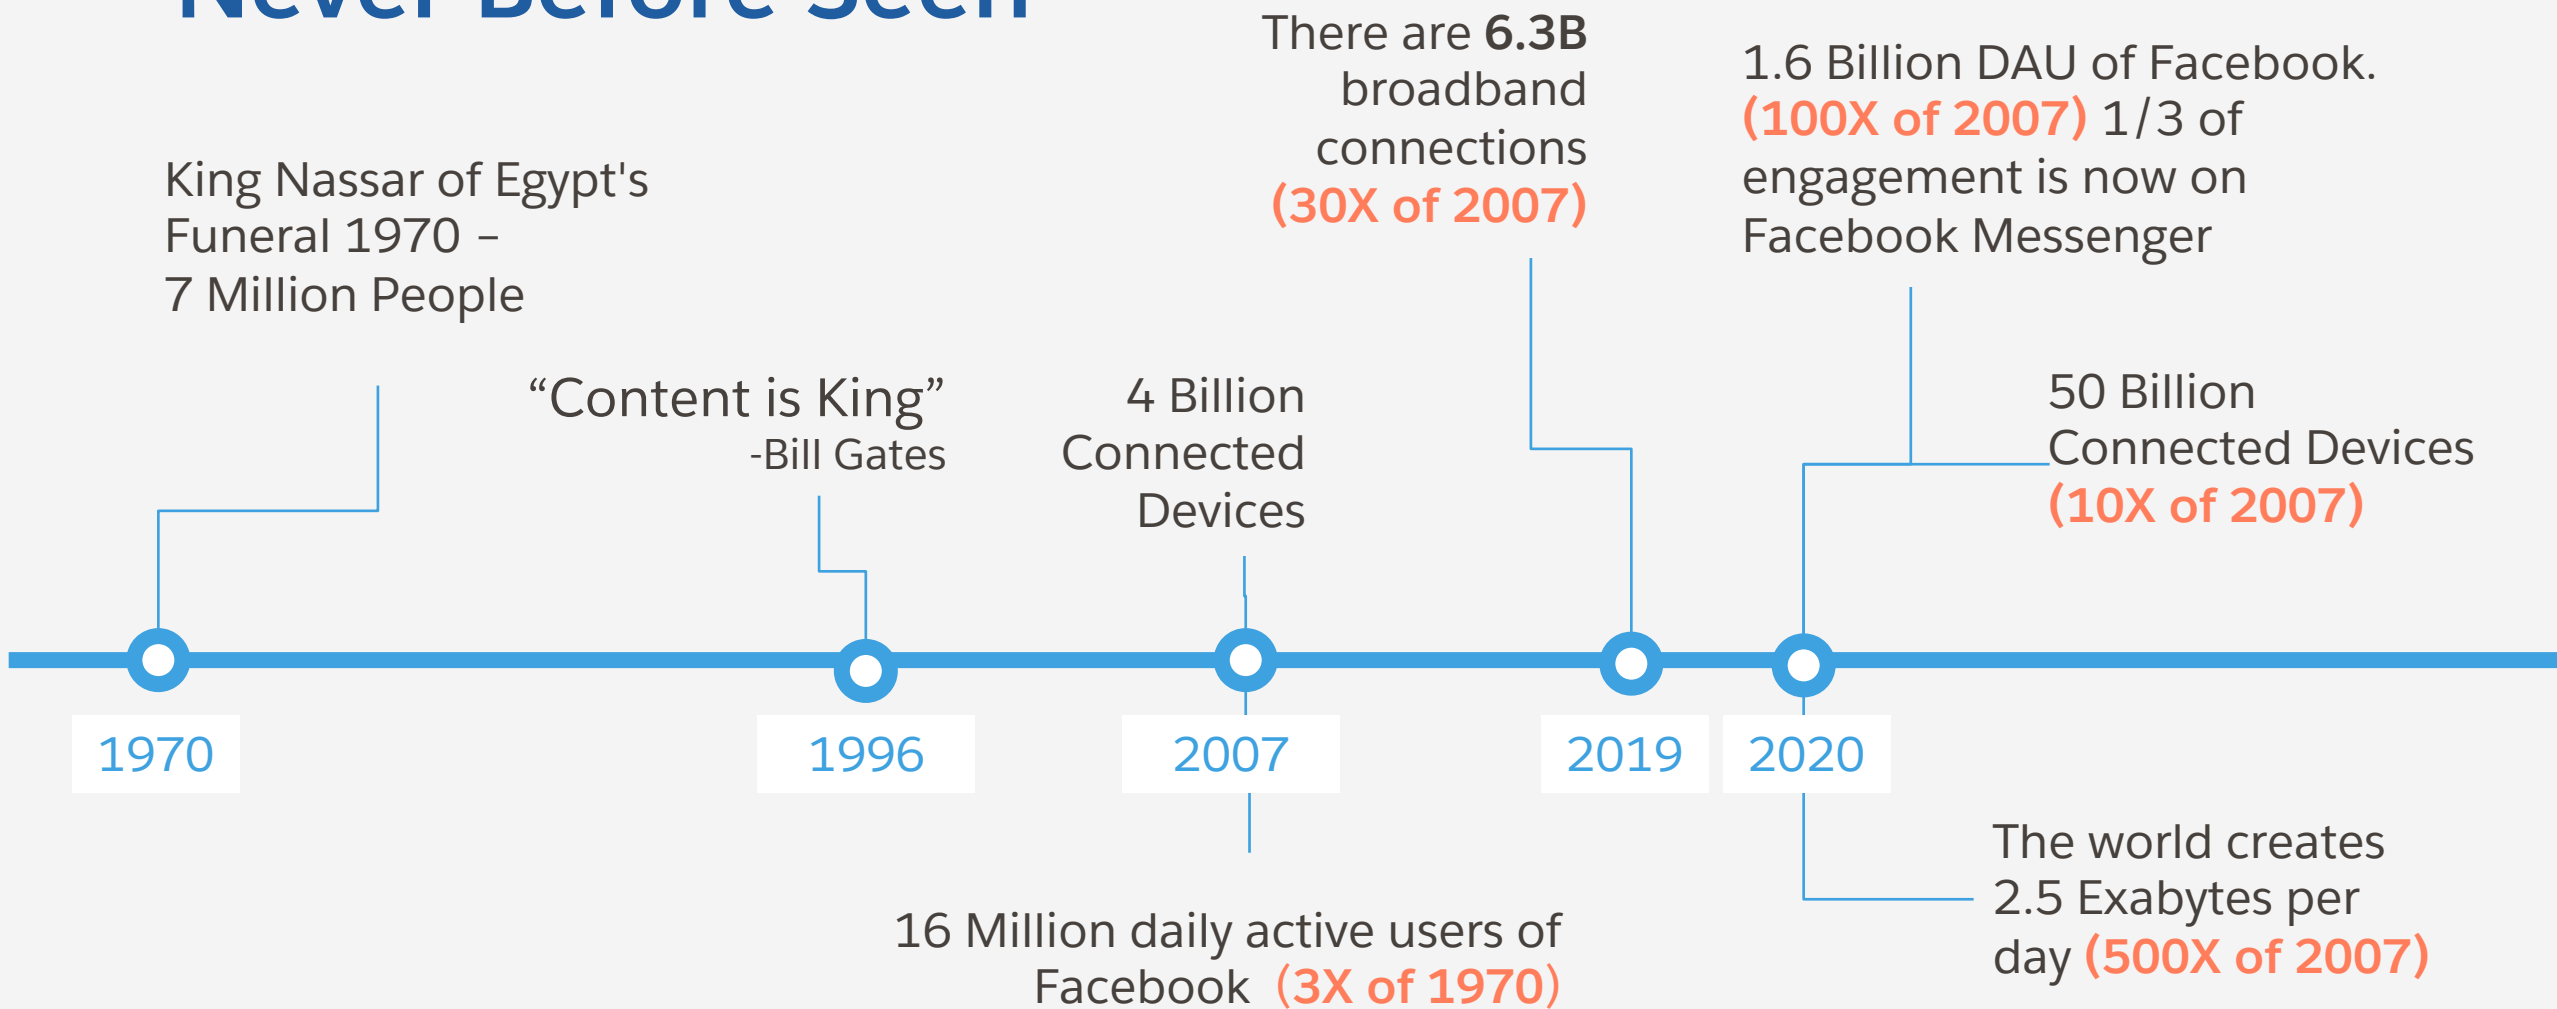 Never Before Seen
King Nassar of Egypt's
Funeral 1970 –
7 Million People
“Content is King”
-Bill Gates
4 Billion
Connected
Devices
There are 6.3B
broadband
connections
(30X of 2007)
1.6 Billion DAU of Facebook.
(100X of 2007) 1/3 of
engagement is now on
Facebook Messenger
50 Billion
Connected Devices
(10X of 2007)
1970
1996
2007
2019
2020
16 Million daily active users of
Facebook (3X of 1970)
The world creates
2.5 Exabytes per
day (500X of 2007)